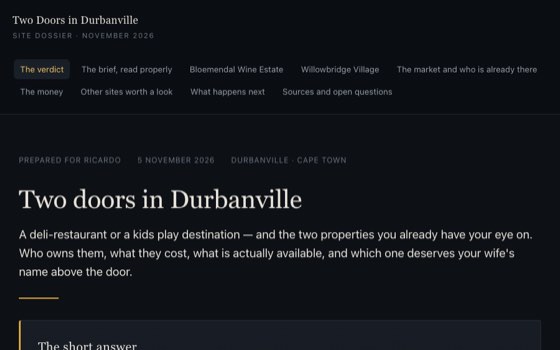 Two Doors in Durbanville
SITE DOSSIER · NOVEMBER 2026
The verdict The brief, read properly Bloemendal Wine Estate Willowbridge Village The market and who is already there
The money Other sites worth a look What happens next Sources and open questions
PREPARED FOR RICARDO 5 NOVEMBER 2026 DURBANVILLE · CAPE TOWN
Two doors in Durbanville
A deli-restaurant or a kids play destination — and the two properties you already have your eye on.
Who owns them, what they cost, what is actually available, and which one deserves your wife's
name above the door.
The short answer